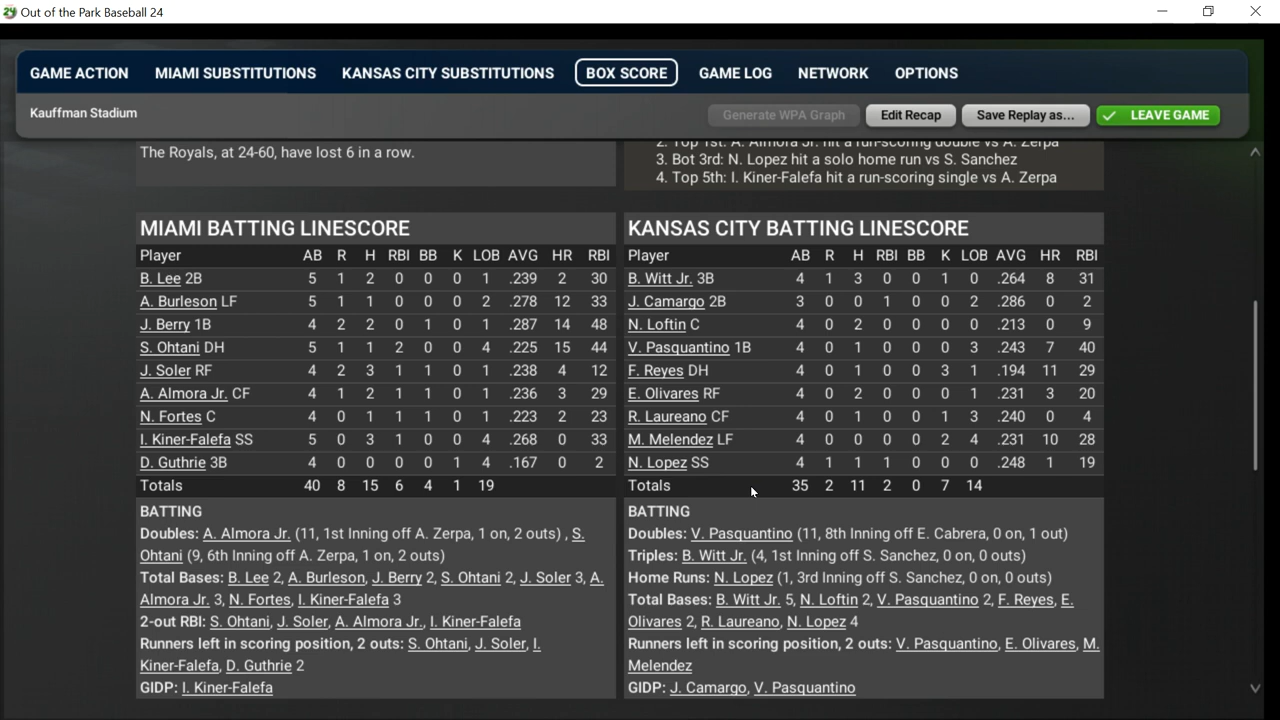 Out of the Park Baseball 24
GAME ACTION MIAMI SUBSTITUTIONS KANSAS CITY SUBSTITUTIONS BOX SCORE GAME LOG NETWORK OPTIONS
Kauffman Stadium Generate WPA Graph Edit Recap Save Replay as... LEAVE GAME
The Royals, at 24-60, have lost 6 in a row.
2. Top 1st: A. Almora Jr. hit a run-scoring double vs A. Zerpa
3. Bot 3rd: N. Lopez hit a solo home run vs S. Sanchez
4. Top 5th: I. Kiner-Falefa hit a run-scoring single vs A. Zerpa
MIAMI BATTING LINESCORE
Player AB R H RBI BB K LOB AVG HR RBI
B. Lee 2B 5 1 2 0 0 0 1 .239 2 30
A. Burleson LF 5 1 1 0 0 0 2 .278 12 33
J. Berry 1B 4 2 2 0 1 0 1 .287 14 48
S. Ohtani DH 5 1 1 2 0 0 4 .225 15 44
J. Soler RF 4 2 3 1 1 0 1 .238 4 12
A. Almora Jr. CF 4 1 2 1 1 0 1 .236 3 29
N. Fortes C 4 0 1 1 1 0 1 .223 2 23
I. Kiner-Falefa SS 5 0 3 1 0 0 4 .268 0 33
D. Guthrie 3B 4 0 0 0 0 1 4 .167 0 2
Totals 40 8 15 6 4 1 19
BATTING
Doubles: A. Almora Jr. (11, 1st Inning off A. Zerpa, 1 on, 2 outs) , S.
Ohtani (9, 6th Inning off A. Zerpa, 1 on, 2 outs)
Total Bases: B. Lee 2, A. Burleson, J. Berry 2, S. Ohtani 2, J. Soler 3, A.
Almora Jr. 3, N. Fortes, I. Kiner-Falefa 3
2-out RBI: S. Ohtani, J. Soler, A. Almora Jr., I. Kiner-Falefa
Runners left in scoring position, 2 outs: S. Ohtani, J. Soler, I.
Kiner-Falefa, D. Guthrie 2
GIDP: I. Kiner-Falefa
KANSAS CITY BATTING LINESCORE
Player AB R H RBI BB K LOB AVG HR RBI
B. Witt Jr. 3B 4 1 3 0 0 1 0 .264 8 31
J. Camargo 2B 3 0 0 1 0 0 2 .286 0 2
N. Loftin C 4 0 2 0 0 0 0 .213 0 9
V. Pasquantino 1B 4 0 1 0 0 0 3 .243 7 40
F. Reyes DH 4 0 1 0 0 3 1 .194 11 29
E. Olivares RF 4 0 2 0 0 0 1 .231 3 20
R. Laureano CF 4 0 1 0 0 1 3 .240 0 4
M. Melendez LF 4 0 0 0 0 2 4 .231 10 28
N. Lopez SS 4 1 1 1 0 0 0 .248 1 19
Totals 35 2 11 2 0 7 14
BATTING
Doubles: V. Pasquantino (11, 8th Inning off E. Cabrera, 0 on, 1 out)
Triples: B. Witt Jr. (4, 1st Inning off S. Sanchez, 0 on, 0 outs)
Home Runs: N. Lopez (1, 3rd Inning off S. Sanchez, 0 on, 0 outs)
Total Bases: B. Witt Jr. 5, N. Loftin 2, V. Pasquantino 2, F. Reyes, E.
Olivares 2, R. Laureano, N. Lopez 4
Runners left in scoring position, 2 outs: V. Pasquantino, E. Olivares, M.
Melendez
GIDP: J. Camargo, V. Pasquantino